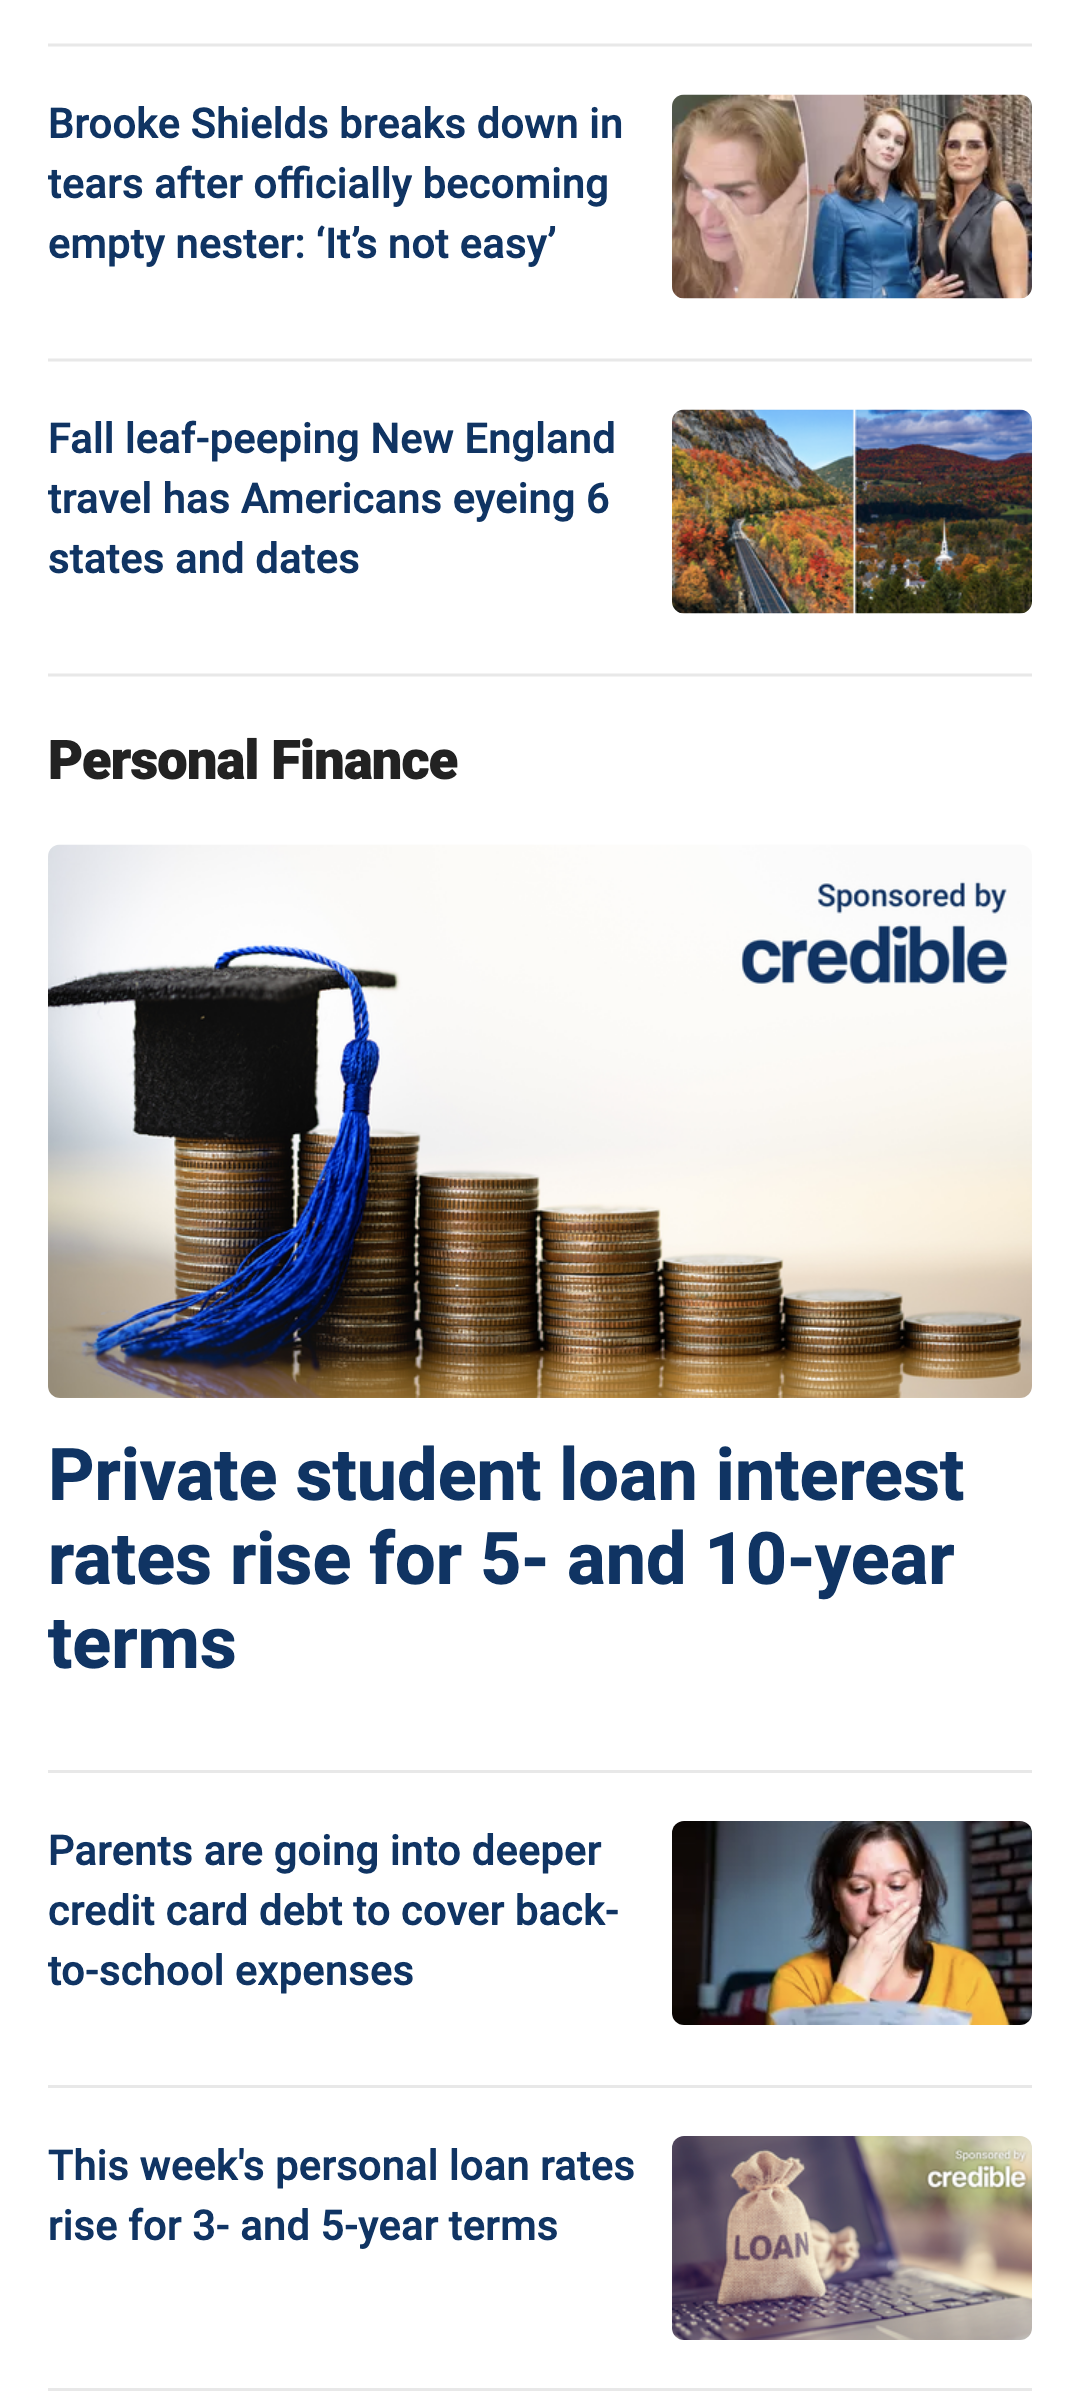 Brooke Shields breaks down in
tears after officially becoming
empty nester: ‘It’s not easy’
Fall leaf-peeping New England
travel has Americans eyeing 6
states and dates
Personal Finance
Sponsored by
credible
Private student loan interest
rates rise for 5- and 10-year
terms
Parents are going into deeper
credit card debt to cover back-
to-school expenses
This week's personal loan rates
rise for 3- and 5-year terms
Sponsored by
credible
LOAN